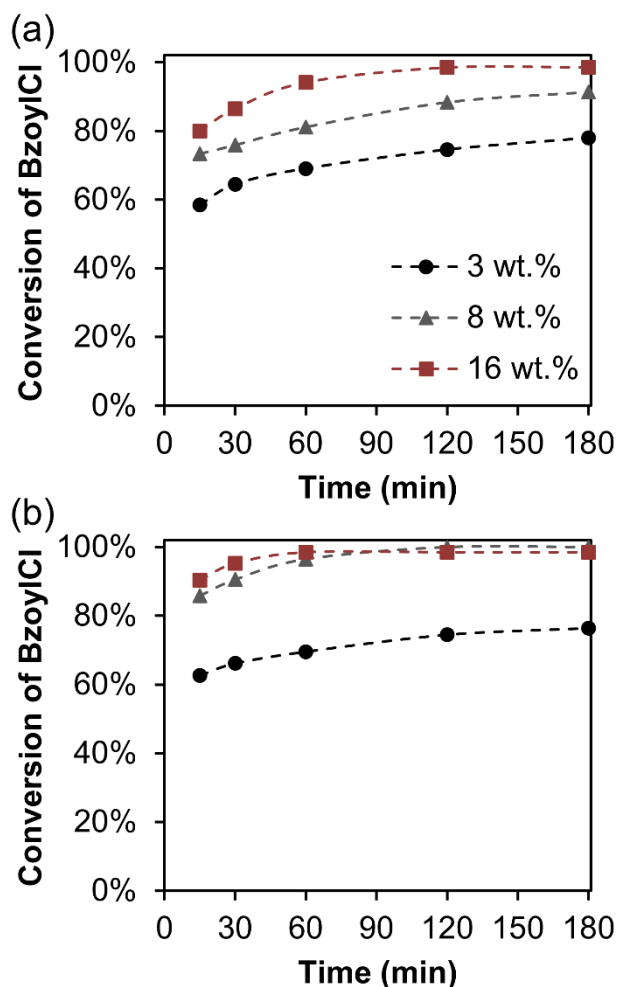 (a)
Conversion of BzoylCl
100%
80%
60%
40%
20%
0%
3 wt.%
8 wt.%
16 wt.%
0 30 60 90 120 150 180
Time (min)
(b)
Conversion of BzoylCl
100%
80%
60%
40%
20%
0%
0 30 60 90 120 150 180
Time (min)